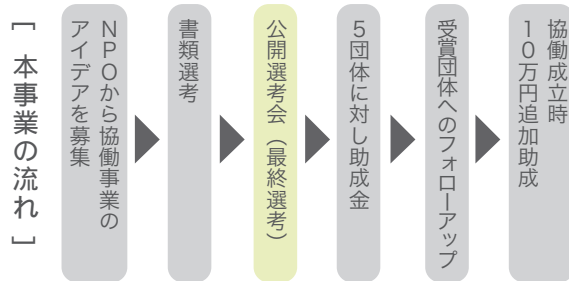 ［ 本事業の流れ ］
NPOから協働事業の
アイデアを募集
書類選考
公開選考会（最終選考）
5団体に対し助成金
受賞団体へのフォローアップ
協働成立時
10万円追加助成